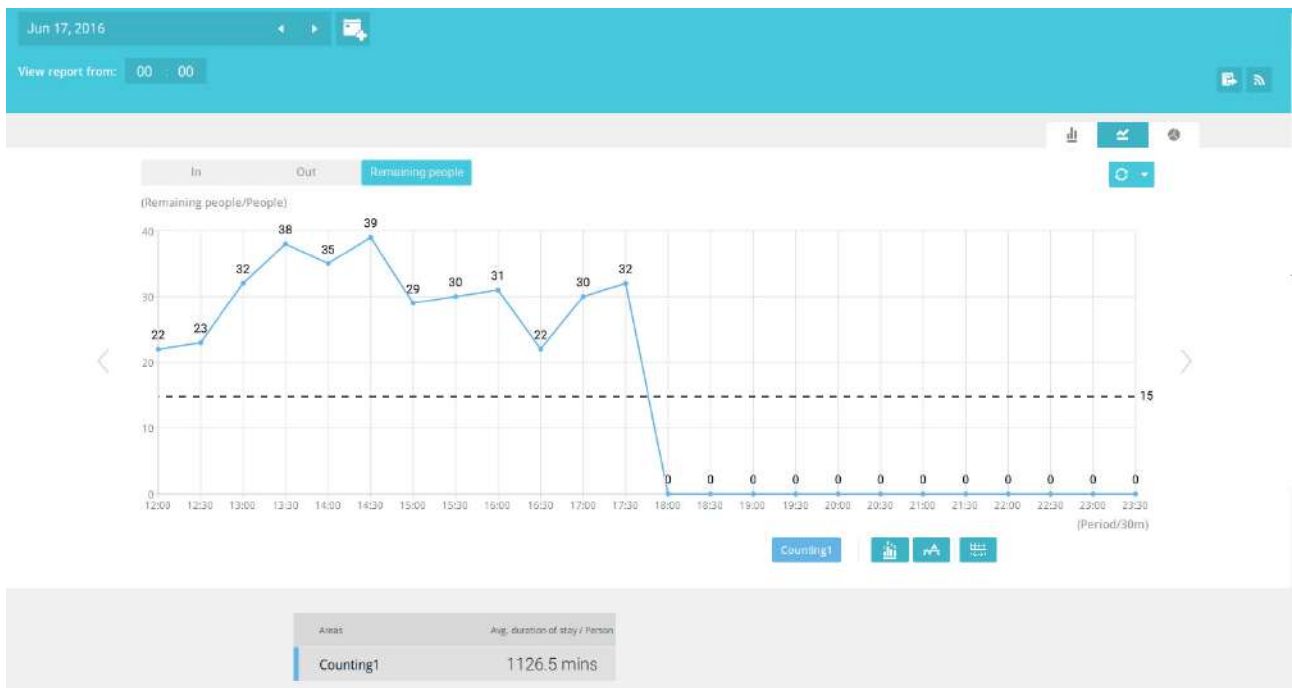 Jun 17, 2016
View report from: 00 : 00
In Out Remaining people
(Remaining people/People)
40
30
20
10
0
22 23 32 38 35 39 29 30 31 22 30 32 0 0 0 0 0 0 0 0 0 0 0 0
15
12:00 12:30 13:00 13:30 14:00 14:30 15:00 15:30 16:00 16:30 17:00 17:30 18:00 18:30 19:00 19:30 20:00 20:30 21:00 21:30 22:00 22:30 23:00 23:30
(Period/30m)
Counting1
Areas Avg. duration of stay / Person
Counting1 1126.5 mins